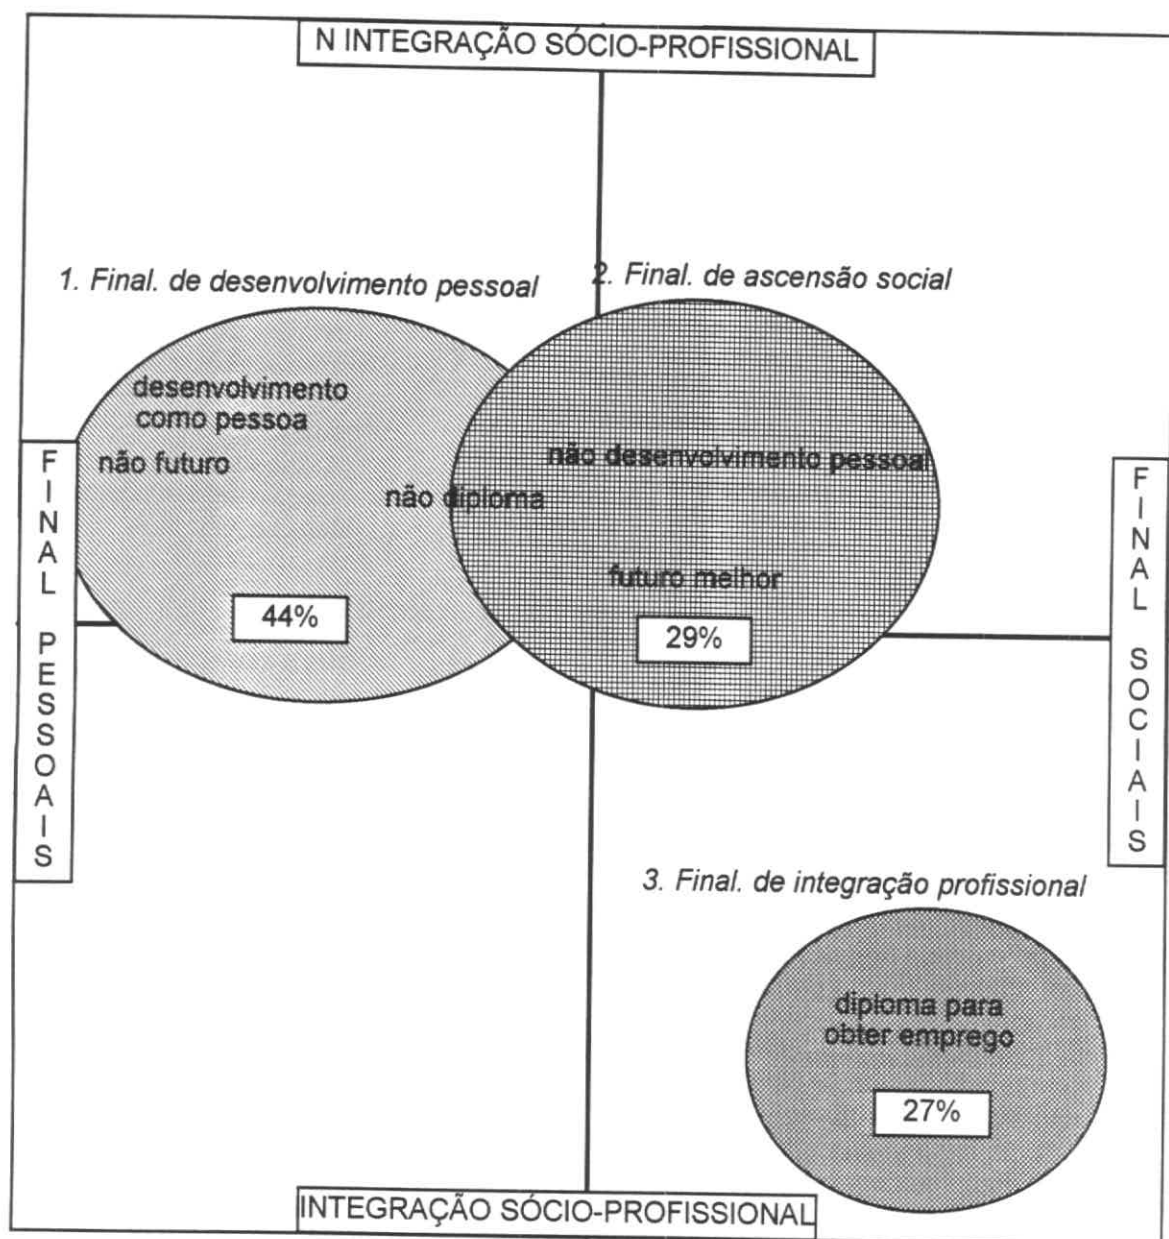 N INTEGRAÇÃO SÓCIO-PROFISSIONAL
1. Final. de desenvolvimento pessoal
2. Final. de ascensão social
desenvolvimento
como pessoa
não futuro
não diploma
44%
não desenvolvimento pessoal
futuro melhor
29%
FINAL PESSOAIS
FINAL SOCIAIS
3. Final. de integração profissional
diploma para
obter emprego
27%
INTEGRAÇÃO SÓCIO-PROFISSIONAL